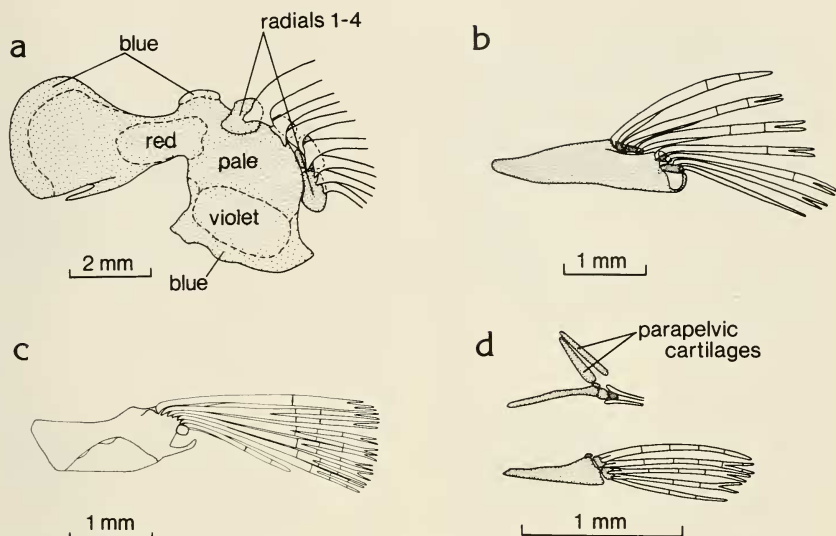 a
blue
radials 1-4
red
pale
violet
2 mm
blue
b
1 mm
c
1 mm
d
parapelvic
cartilages
1 mm